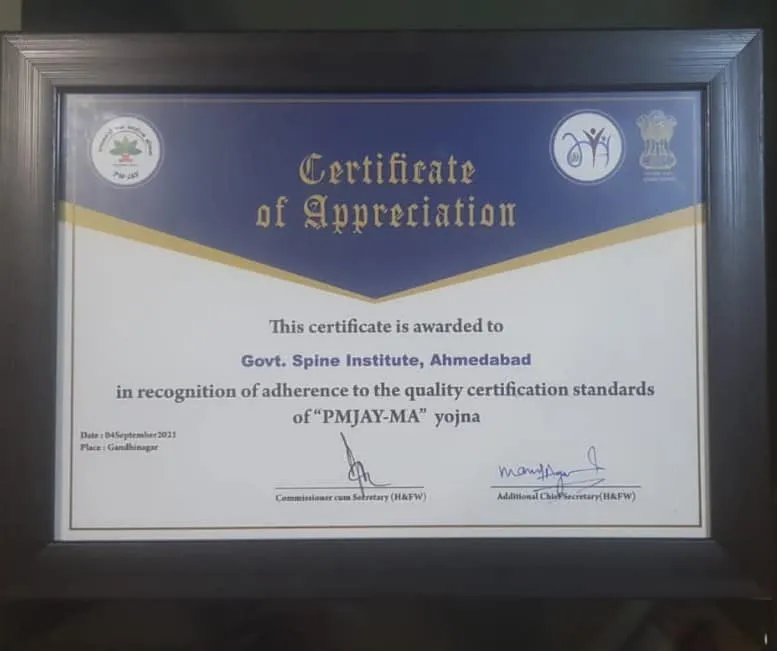 PM-JAY
Certificate
of Appreciation
This certificate is awarded to
Govt. Spine Institute, Ahmedabad
in recognition of adherence to the quality certification standards
of "PMJAY-MA" yojna
Date : 04September2021
Place : Gandhinagar
Commissioner cum Secretary (H&FW)
Additional Chief Secretary(H&FW)